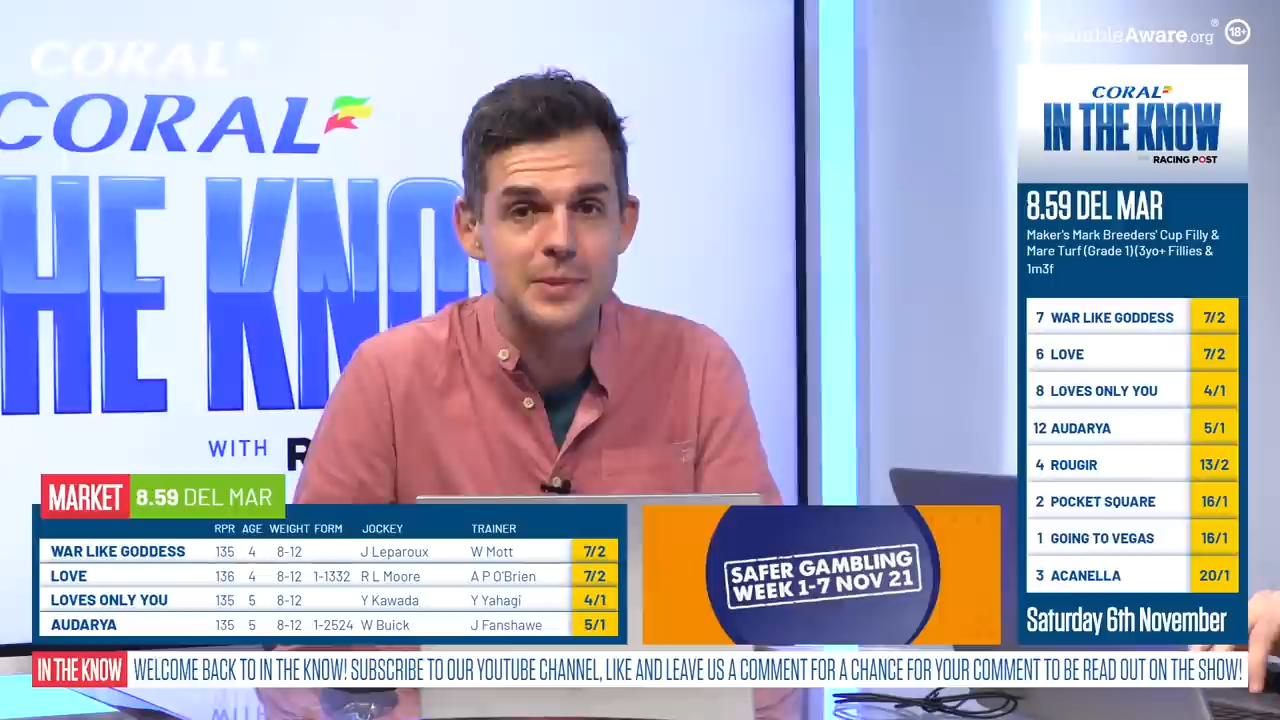 CORAL
CORAL
THE KNOW
WITH R
AbleAware.org® 18+
CORAL
IN THE KNOW
RACING POST
8.59 DEL MAR
Maker's Mark Breeders' Cup Filly &
Mare Turf (Grade 1) (3yo+ Fillies &
1m3f
7 WAR LIKE GODDESS 7/2
6 LOVE 7/2
8 LOVES ONLY YOU 4/1
12 AUDARYA 5/1
4 ROUGIR 13/2
2 POCKET SQUARE 16/1
1 GOING TO VEGAS 16/1
3 ACANELLA 20/1
Saturday 6th November
MARKET 8.59 DEL MAR
RPR AGE WEIGHT FORM JOCKEY TRAINER
WAR LIKE GODDESS 135 4 8-12 J Leparoux W Mott 7/2
LOVE 136 4 8-12 1-1332 R L Moore A P O'Brien 7/2
LOVES ONLY YOU 135 5 8-12 Y Kawada Y Yahagi 4/1
AUDARYA 135 5 8-12 1-2524 W Buick J Fanshawe 5/1
SAFER GAMBLING
WEEK 1-7 NOV 21
IN THE KNOW WELCOME BACK TO IN THE KNOW! SUBSCRIBE TO OUR YOUTUBE CHANNEL, LIKE AND LEAVE US A COMMENT FOR A CHANCE FOR YOUR COMMENT TO BE READ OUT ON THE SHOW!